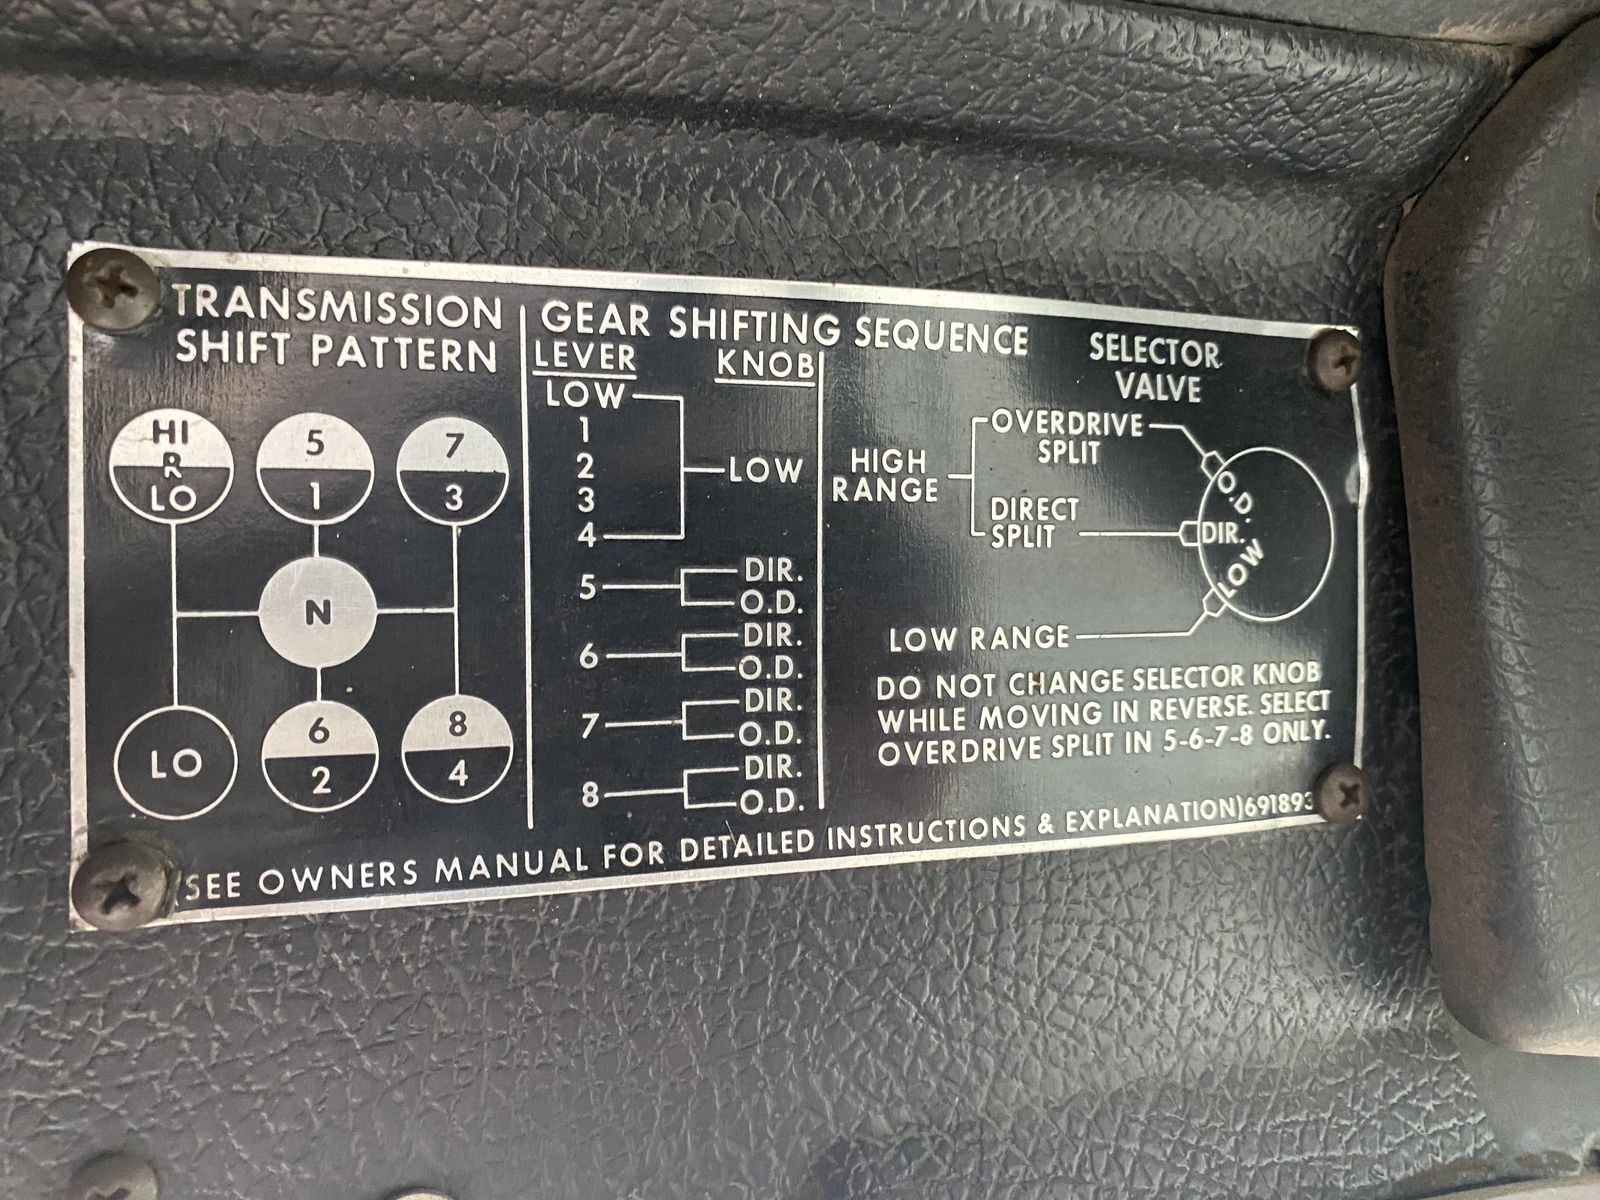 TRANSMISSION
SHIFT PATTERN
HI
R
LO
5
1
7
3
N
LO
6
2
8
4
GEAR SHIFTING SEQUENCE
LEVER KNOB
LOW
1
2
3
4
LOW
5 DIR.
O.D.
6 DIR.
O.D.
7 DIR.
O.D.
8 DIR.
O.D.
SELECTOR
VALVE
HIGH
RANGE
OVERDRIVE
SPLIT
DIRECT
SPLIT
O.D.
DIR.
LOW
LOW RANGE
DO NOT CHANGE SELECTOR KNOB
WHILE MOVING IN REVERSE. SELECT
OVERDRIVE SPLIT IN 5-6-7-8 ONLY.
(SEE OWNERS MANUAL FOR DETAILED INSTRUCTIONS & EXPLANATION)691893